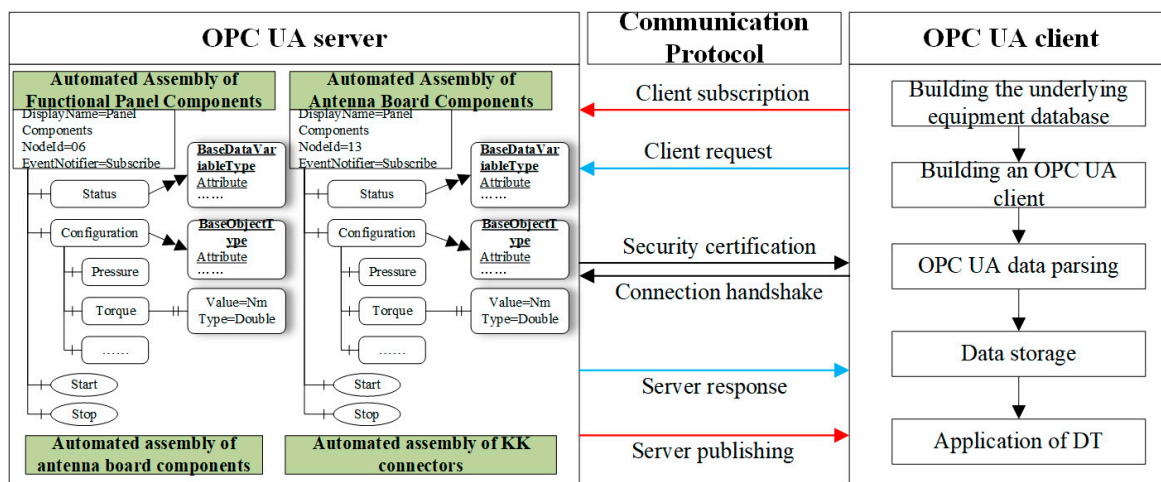 OPC UA server
Automated Assembly of
Functional Panel Components
DisplayName=Panel
Components
NodeId=06
EventNotifier=Subscribe
Status
BaseDataVar
iableType
Attribute
……
Configuration
BaseObjectT
ype
Attribute
……
Pressure
Torque
Value=Nm
Type=Double
……
Start
Stop
Automated assembly of
antenna board components
Automated Assembly of
Antenna Board Components
DisplayName=Panel
Components
NodeId=13
EventNotifier=Subscribe
Status
BaseDataVar
iableType
Attribute
……
Configuration
BaseObjectT
ype
Attribute
……
Pressure
Torque
Value=Nm
Type=Double
……
Start
Stop
Automated assembly of KK
connectors
Communication
Protocol
Client subscription
Client request
Security certification
Connection handshake
Server response
Server publishing
OPC UA client
Building the underlying
equipment database
Building an OPC UA
client
OPC UA data parsing
Data storage
Application of DT